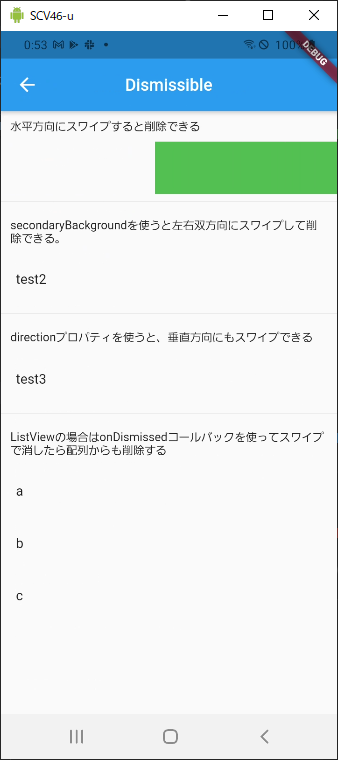 SCV46-u
0:53
100%
DEBUG
Dismissible
水平方向にスワイプすると削除できる
secondaryBackgroundを使うと左右双方向にスワイプして削
除できる。
test2
directionプロパティを使うと、垂直方向にもスワイプできる
test3
ListViewの場合はonDismissedコールバックを使ってスワイプ
で消したら配列からも削除する
a
b
c